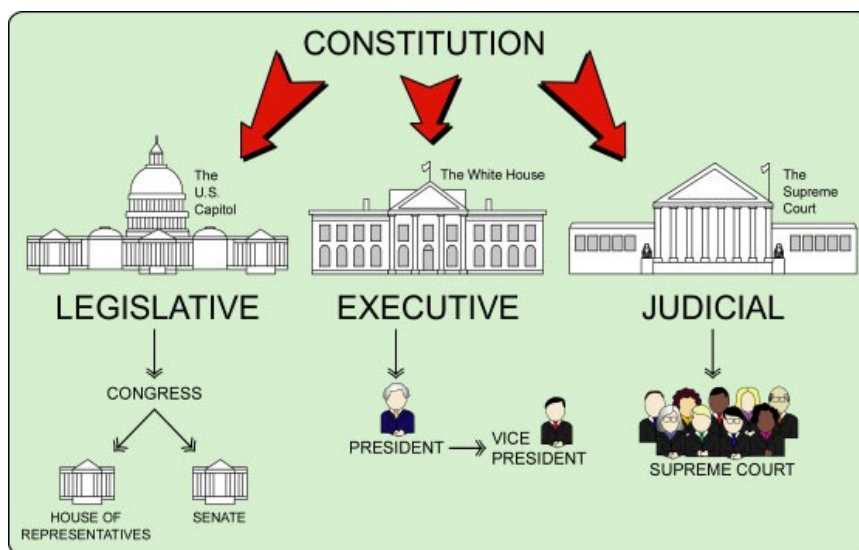 CONSTITUTION
The
U.S.
Capitol
The White House
The
Supreme
Court
LEGISLATIVE
EXECUTIVE
JUDICIAL
CONGRESS
PRESIDENT
VICE
PRESIDENT
SUPREME COURT
HOUSE OF
REPRESENTATIVES
SENATE